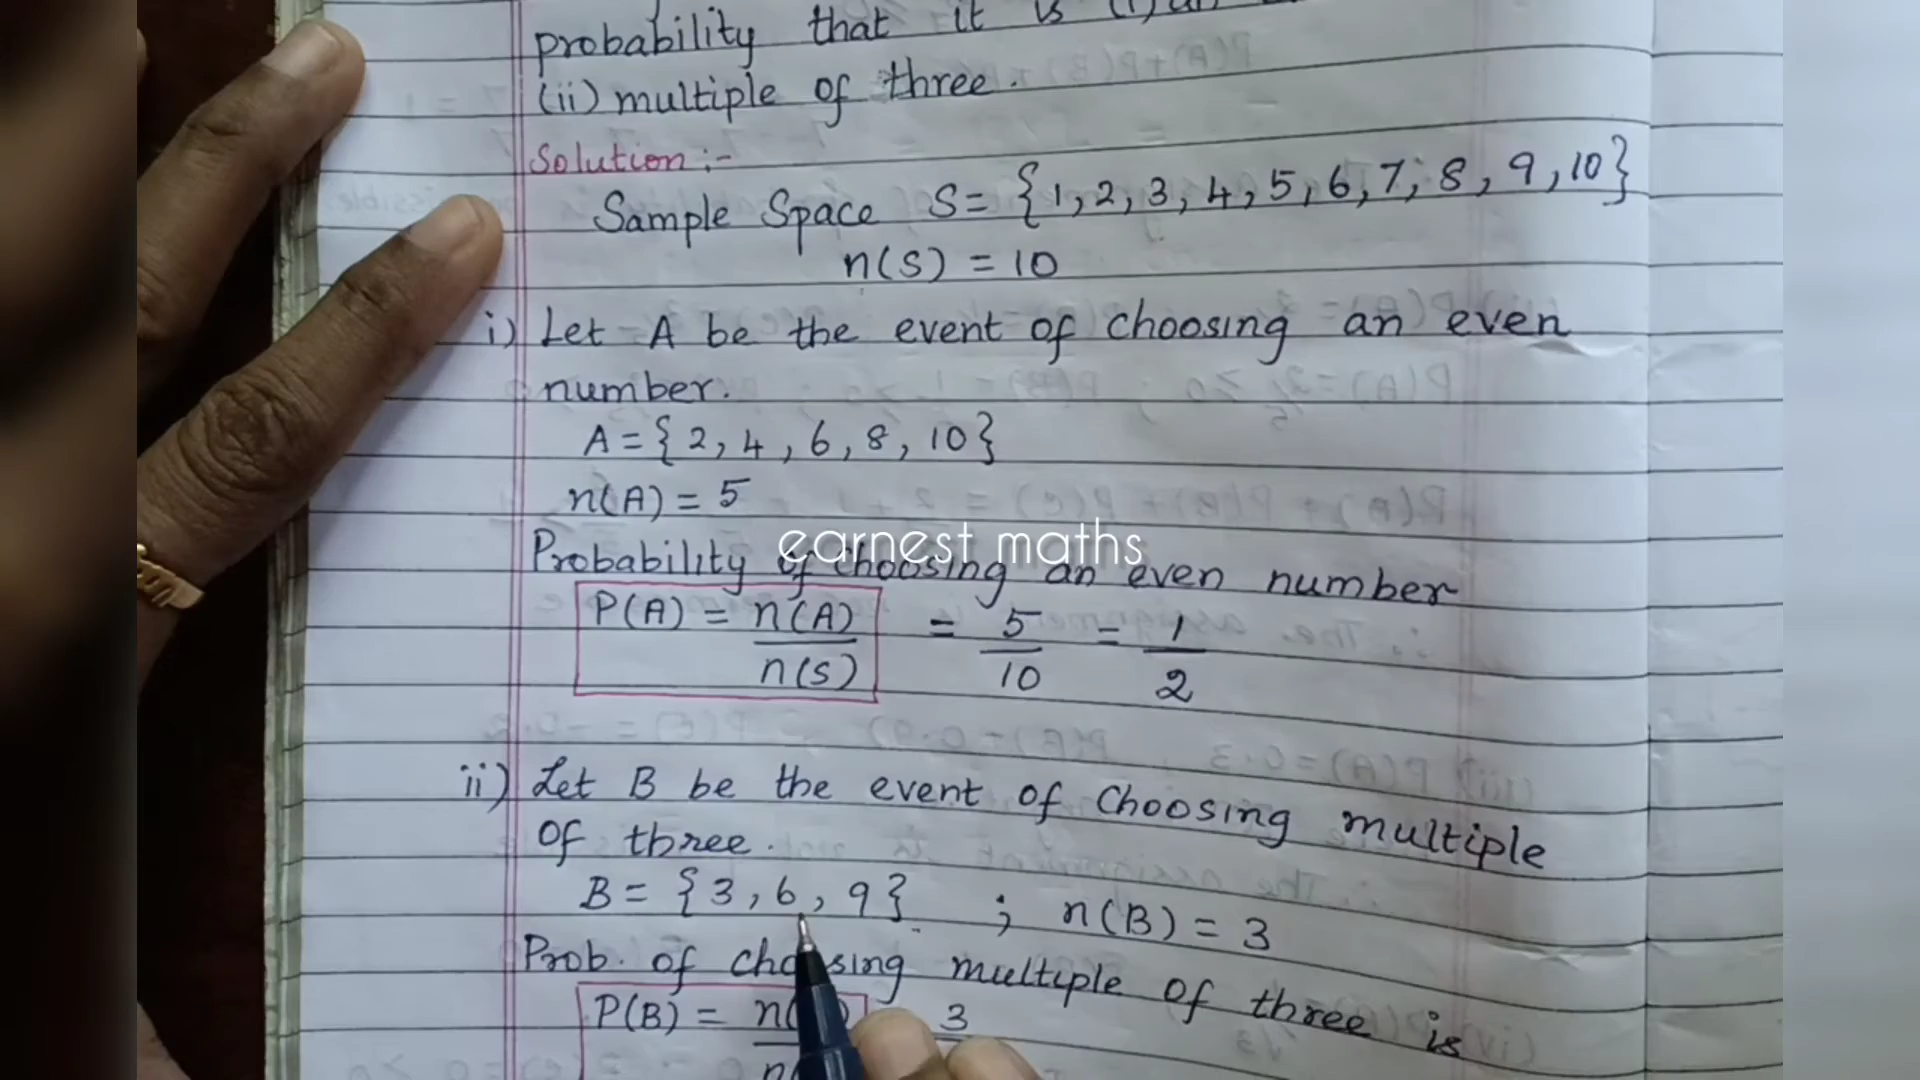 probability that it is (i) an
(ii) multiple of three.
Solution :-
Sample Space S = {1, 2, 3, 4, 5, 6, 7, 8, 9, 10}
n(S) = 10
i) Let A be the event of choosing an even
number.
A = {2, 4, 6, 8, 10}
n(A) = 5
earnest maths
Probability of choosing an even number
P(A) = n(A)/n(S) = 5/10 = 1/2
ii) Let B be the event of Choosing multiple
of three.
B = {3, 6, 9} ; n(B) = 3
Prob. of choosing multiple of three is
P(B) = n( 3
n